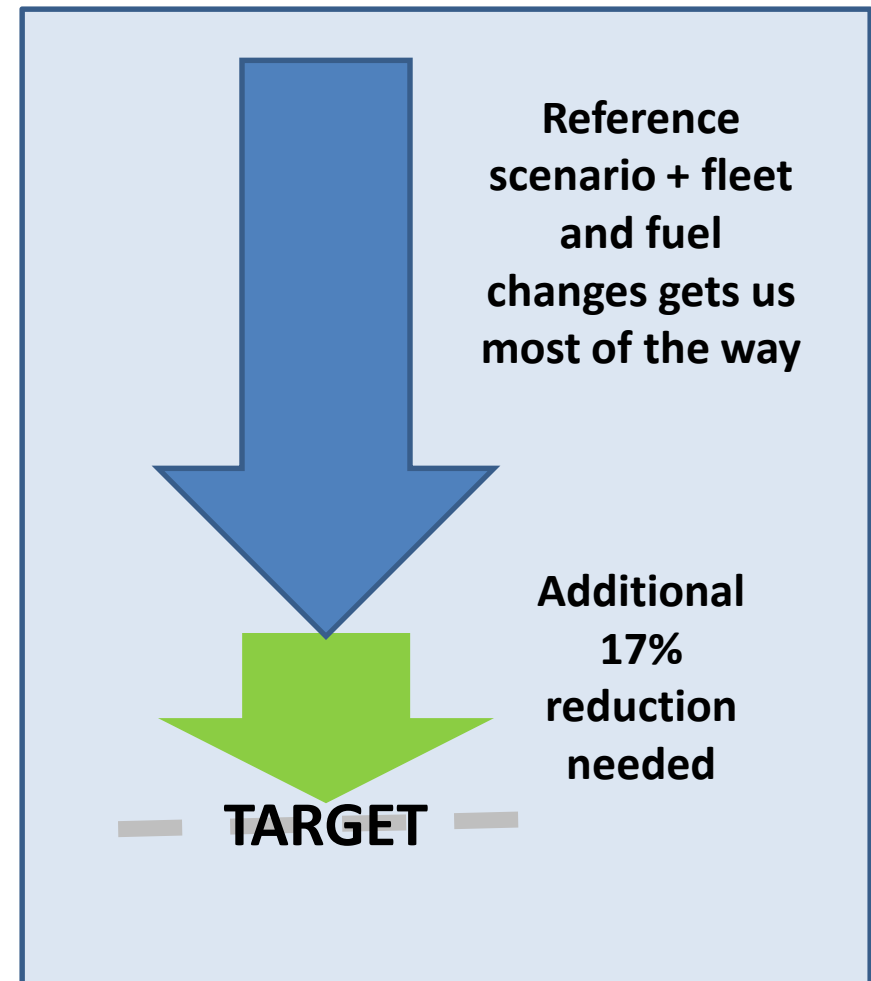 Reference
scenario + fleet
and fuel
changes gets us
most of the way
Additional
17%
reduction
needed
TARGET